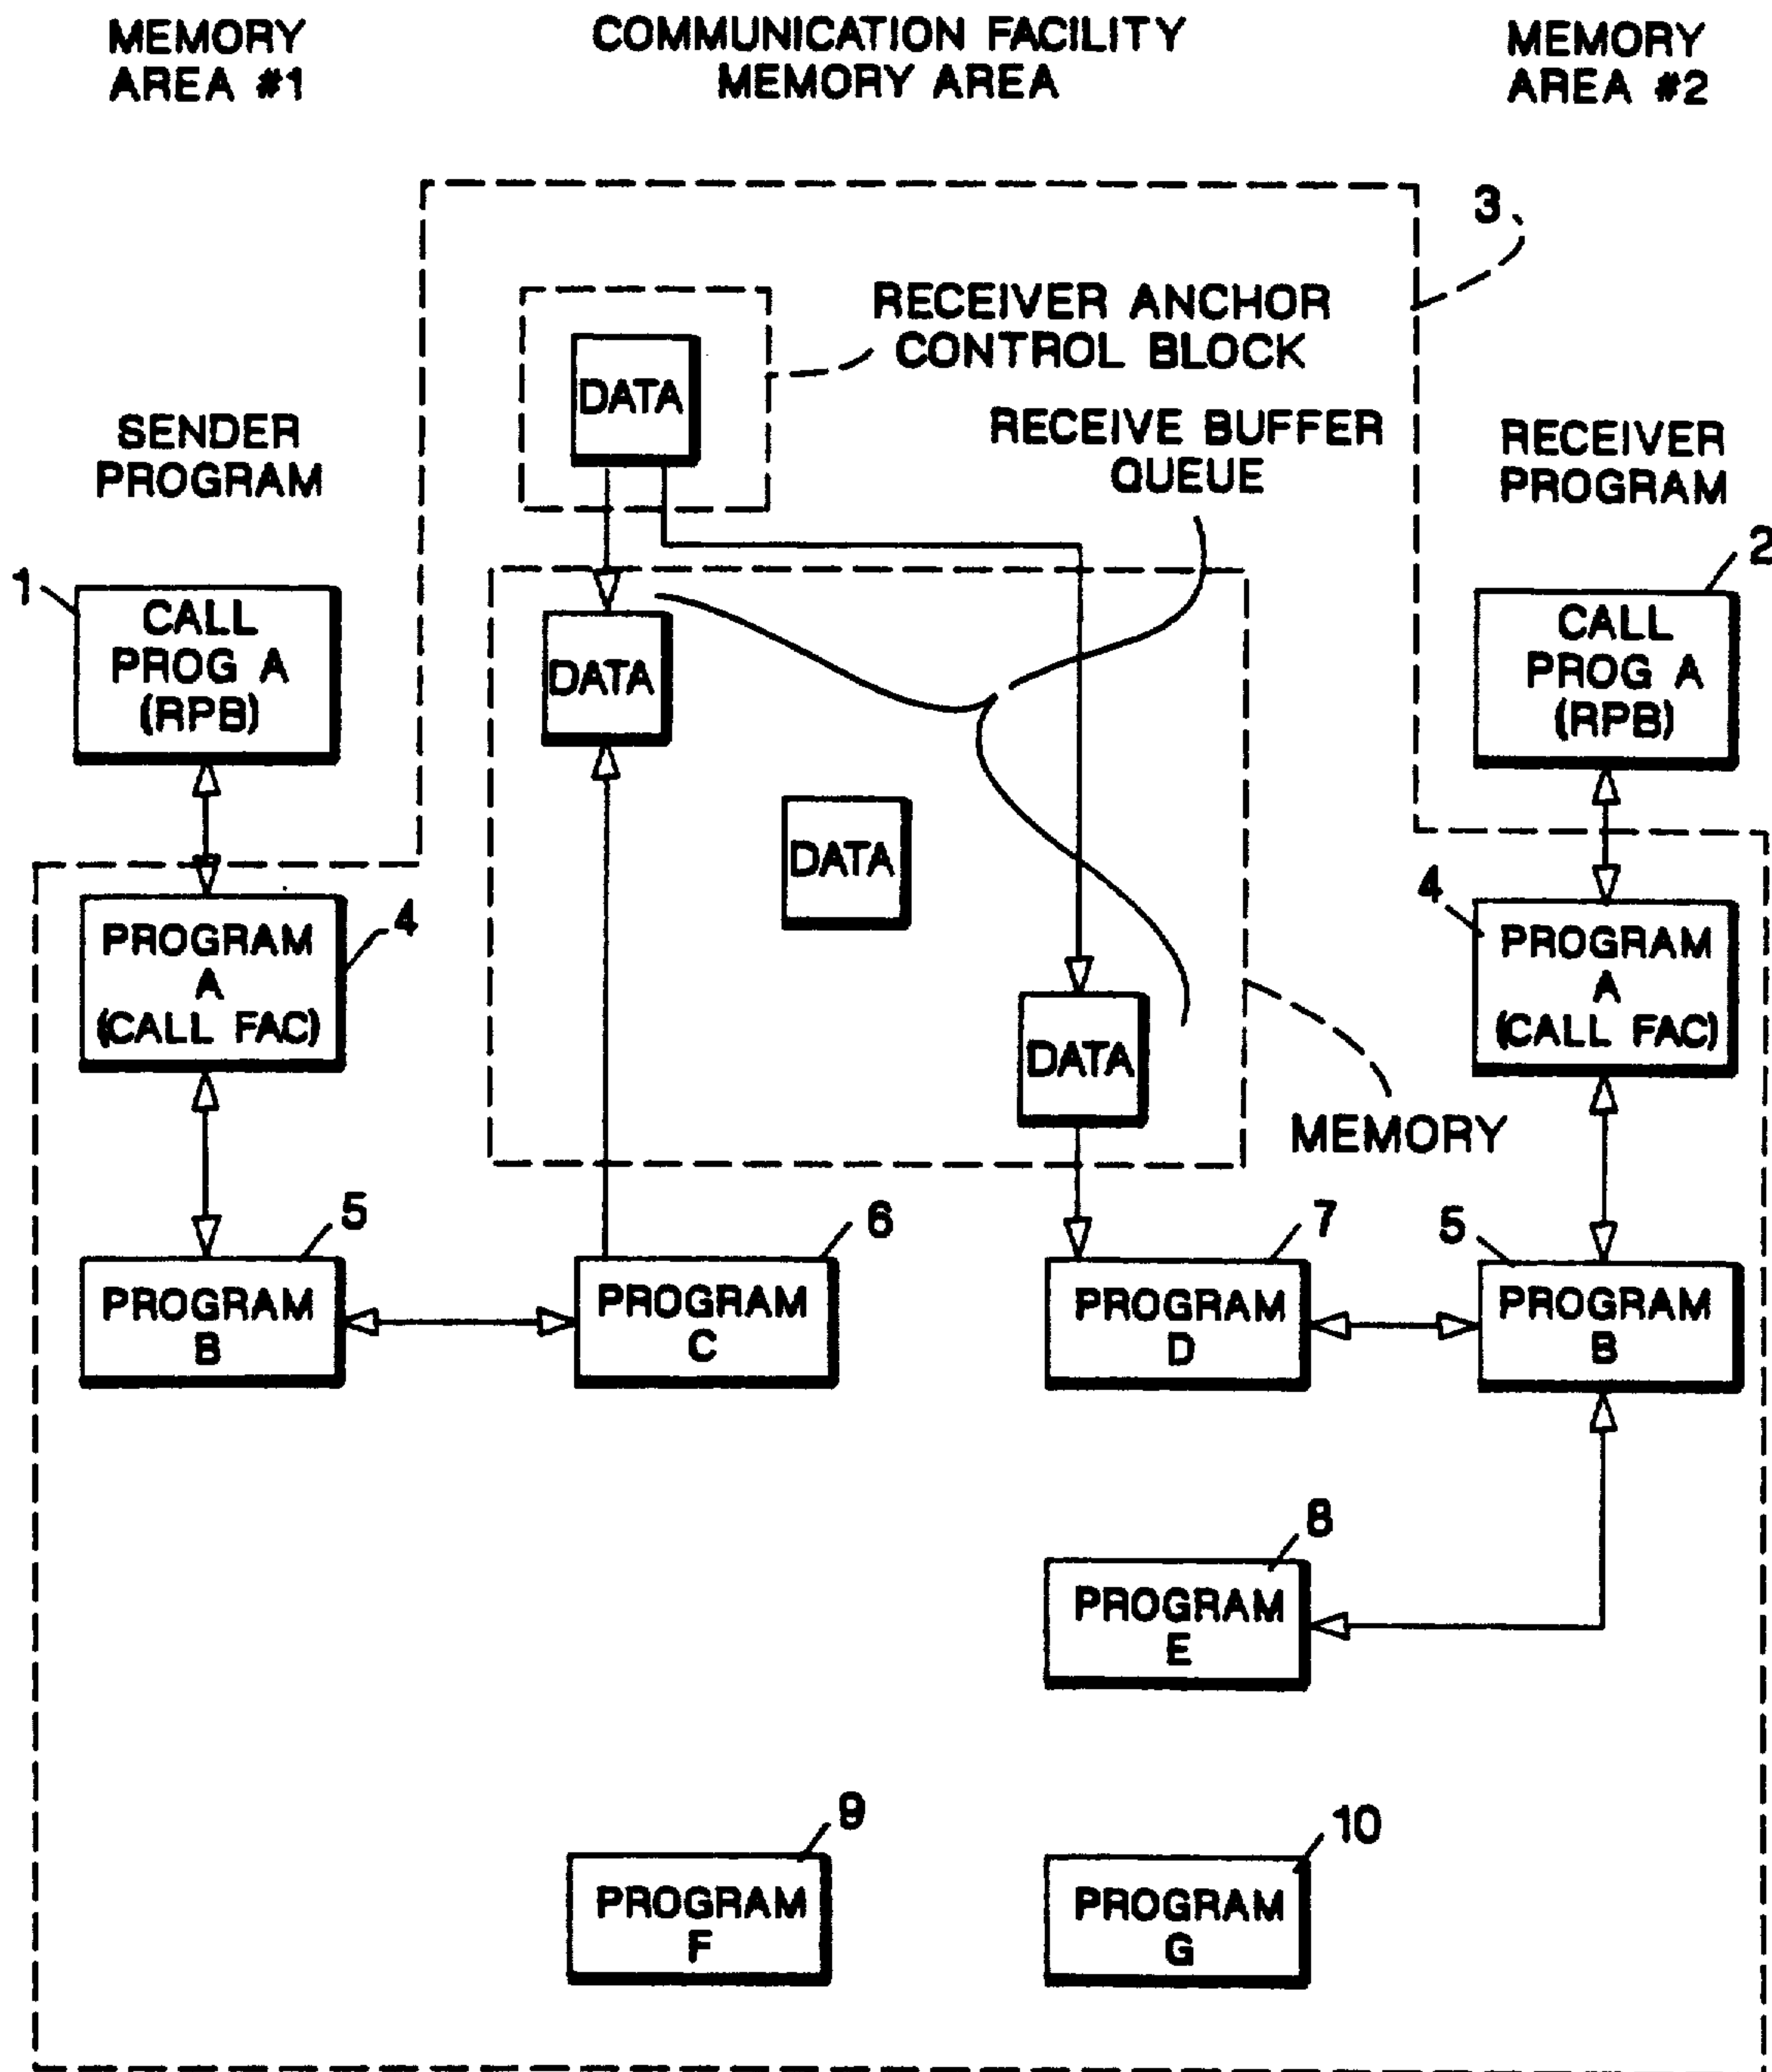 MEMORY
AREA #1
COMMUNICATION FACILITY
MEMORY AREA
MEMORY
AREA #2
3
RECEIVER ANCHOR
CONTROL BLOCK
DATA
SENDER
PROGRAM
RECEIVE BUFFER
QUEUE
RECEIVER
PROGRAM
1
CALL
PROG A
(RPB)
DATA
2
CALL
PROG A
(RPB)
DATA
4
PROGRAM
A
(CALL FAC)
4
PROGRAM
A
(CALL FAC)
DATA
MEMORY
5
PROGRAM
B
6
PROGRAM
C
7
PROGRAM
D
5
PROGRAM
B
8
PROGRAM
E
9
PROGRAM
F
10
PROGRAM
G